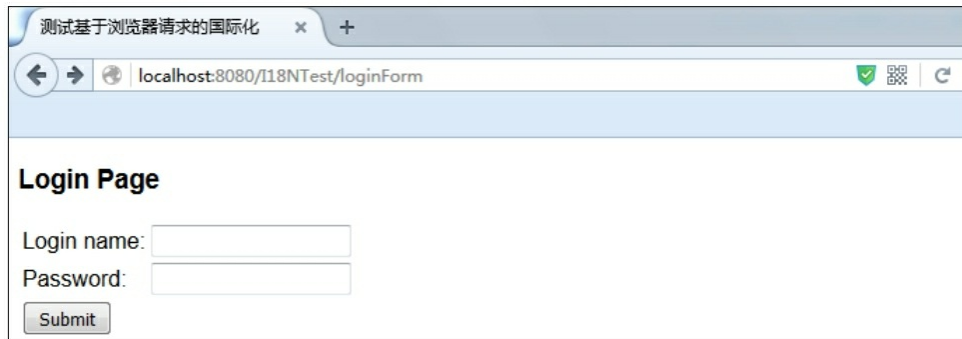 测试基于浏览器请求的国际化 × +
localhost:8080/I18NTest/loginForm
Login Page
Login name:
Password:
Submit